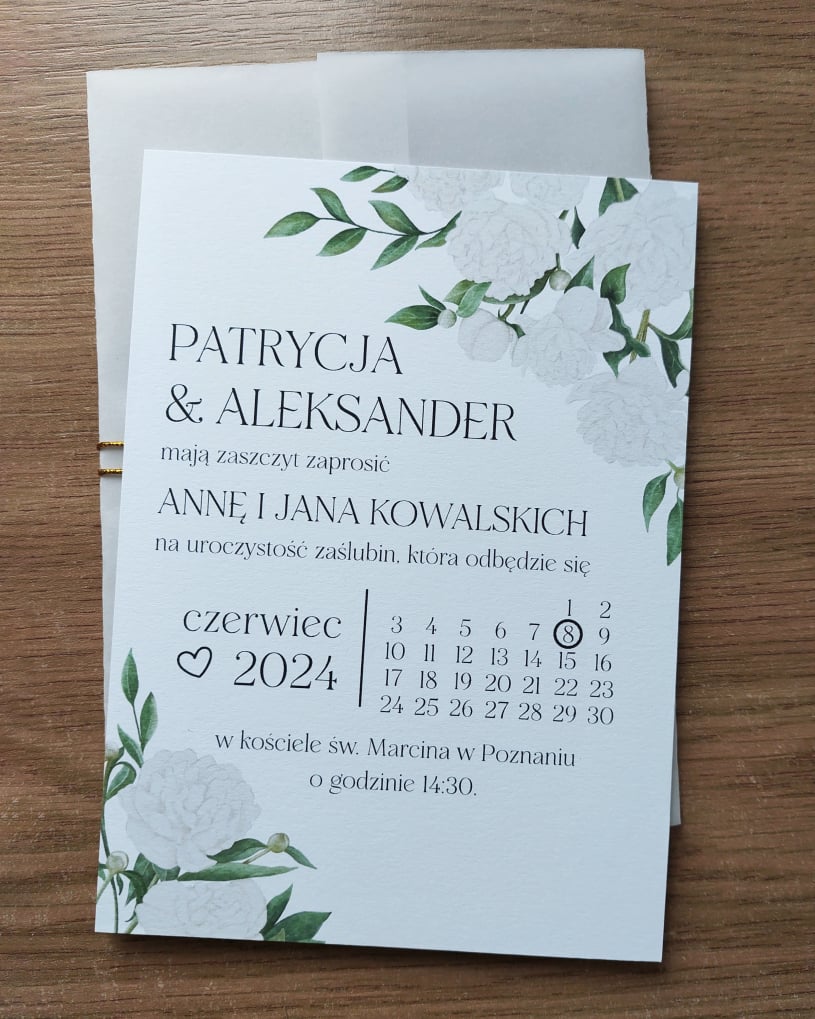 PATRYCJA
& ALEKSANDER
mają zaszczyt zaprosić
ANNĘ I JANA KOWALSKICH
na uroczystość zaślubin, która odbędzie się
czerwiec
2024
1 2
3 4 5 6 7 8 9
10 11 12 13 14 15 16
17 18 19 20 21 22 23
24 25 26 27 28 29 30
w kościele św. Marcina w Poznaniu
o godzinie 14:30.